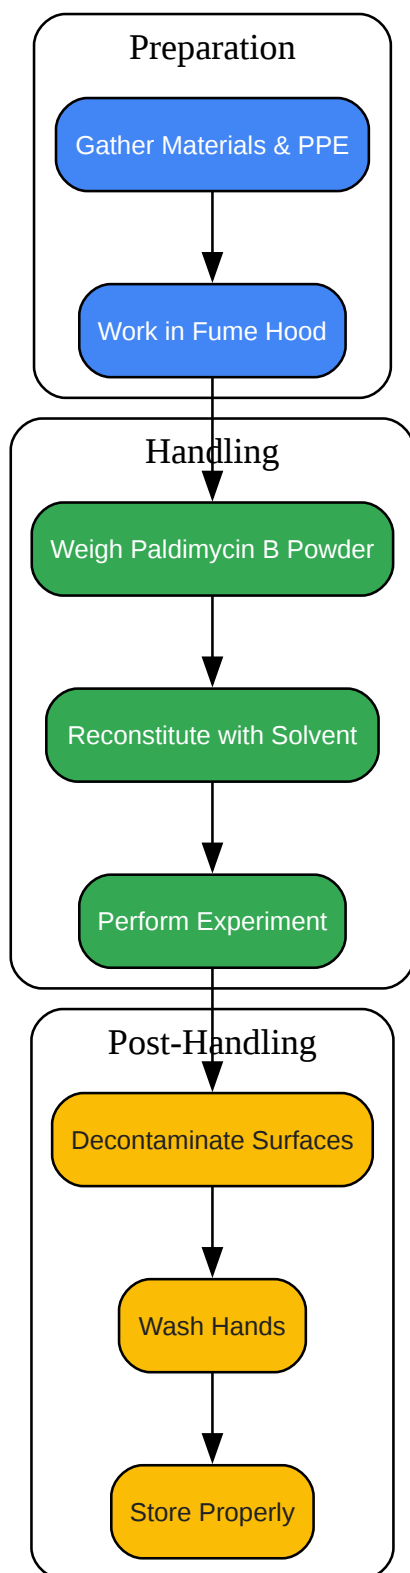 Preparation
Gather Materials & PPE
Work in Fume Hood
Handling
Weigh Paldimycin B Powder
Reconstitute with Solvent
Perform Experiment
Post-Handling
Decontaminate Surfaces
Wash Hands
Store Properly